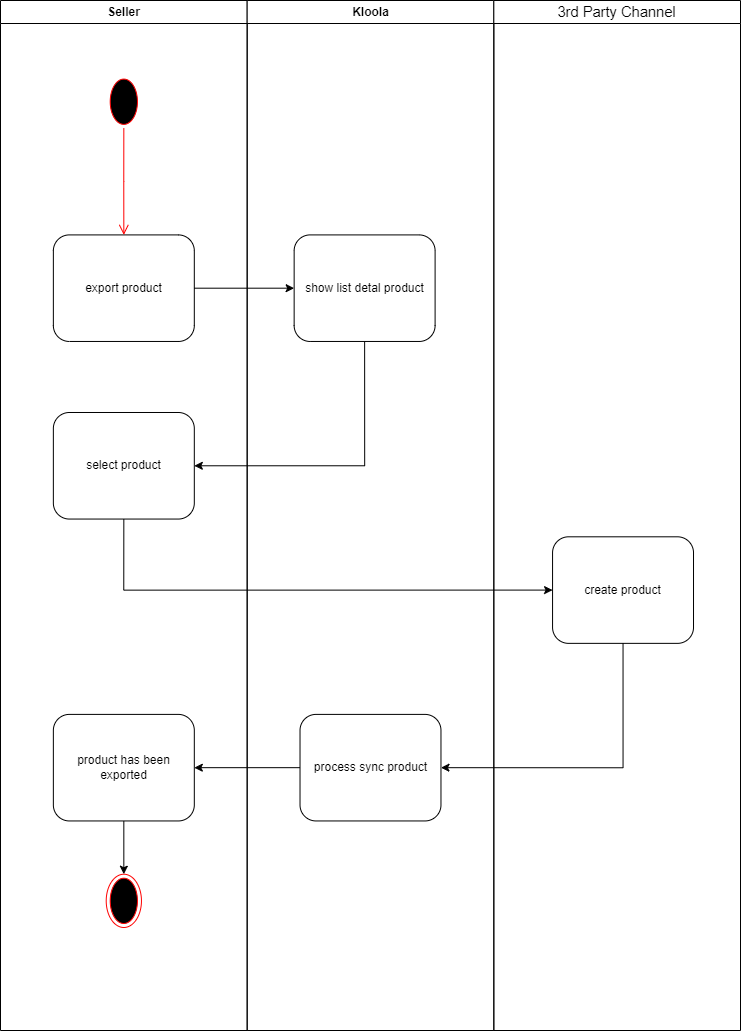 Seller
Kloola
3rd Party Channel
export product
show list detal product
select product
create product
product has been
exported
process sync product